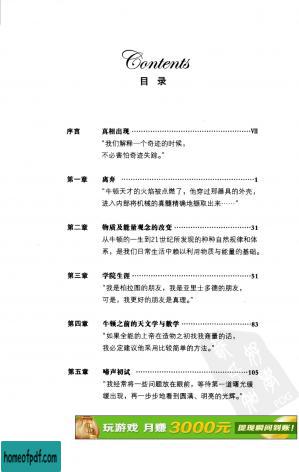 Contents
目 录
序言 真相出现 ……………………………………VII
“我们解释一个奇迹的时候，
不必害怕奇迹失踪。”
第一章 离奔 ……………………………………1
“牛顿天才的火焰被点燃了，他穿过那器具的外壳，
进入内部将机械的真髓精确地撷取出来……”
第二章 物质及能量观念的改变 ……………………31
从牛顿的一生到21世纪所发现的种种自然规律和体
系，是我们日常生活中赖以利用物质与能量的基础。
第三章 学院生涯 ……………………………………51
“我是柏拉图的朋友，我是亚里士多德的朋友，
可是，我更好的朋友是真理。”
第四章 牛顿之前的天文学与数学 …………………83
“如果全能的上帝在造物之初找我商量的话，
我必定建议他采用比较简单的方法。”
第五章 啼声初试 ……………………………………105
“我经常将一些问题放在眼前，等待第一道曙光缓
缓出现，再一步步地看到圆满、明亮的光辉。”
玩游戏 月赚3000元 提现瞬间到账！
homeofpdf.com